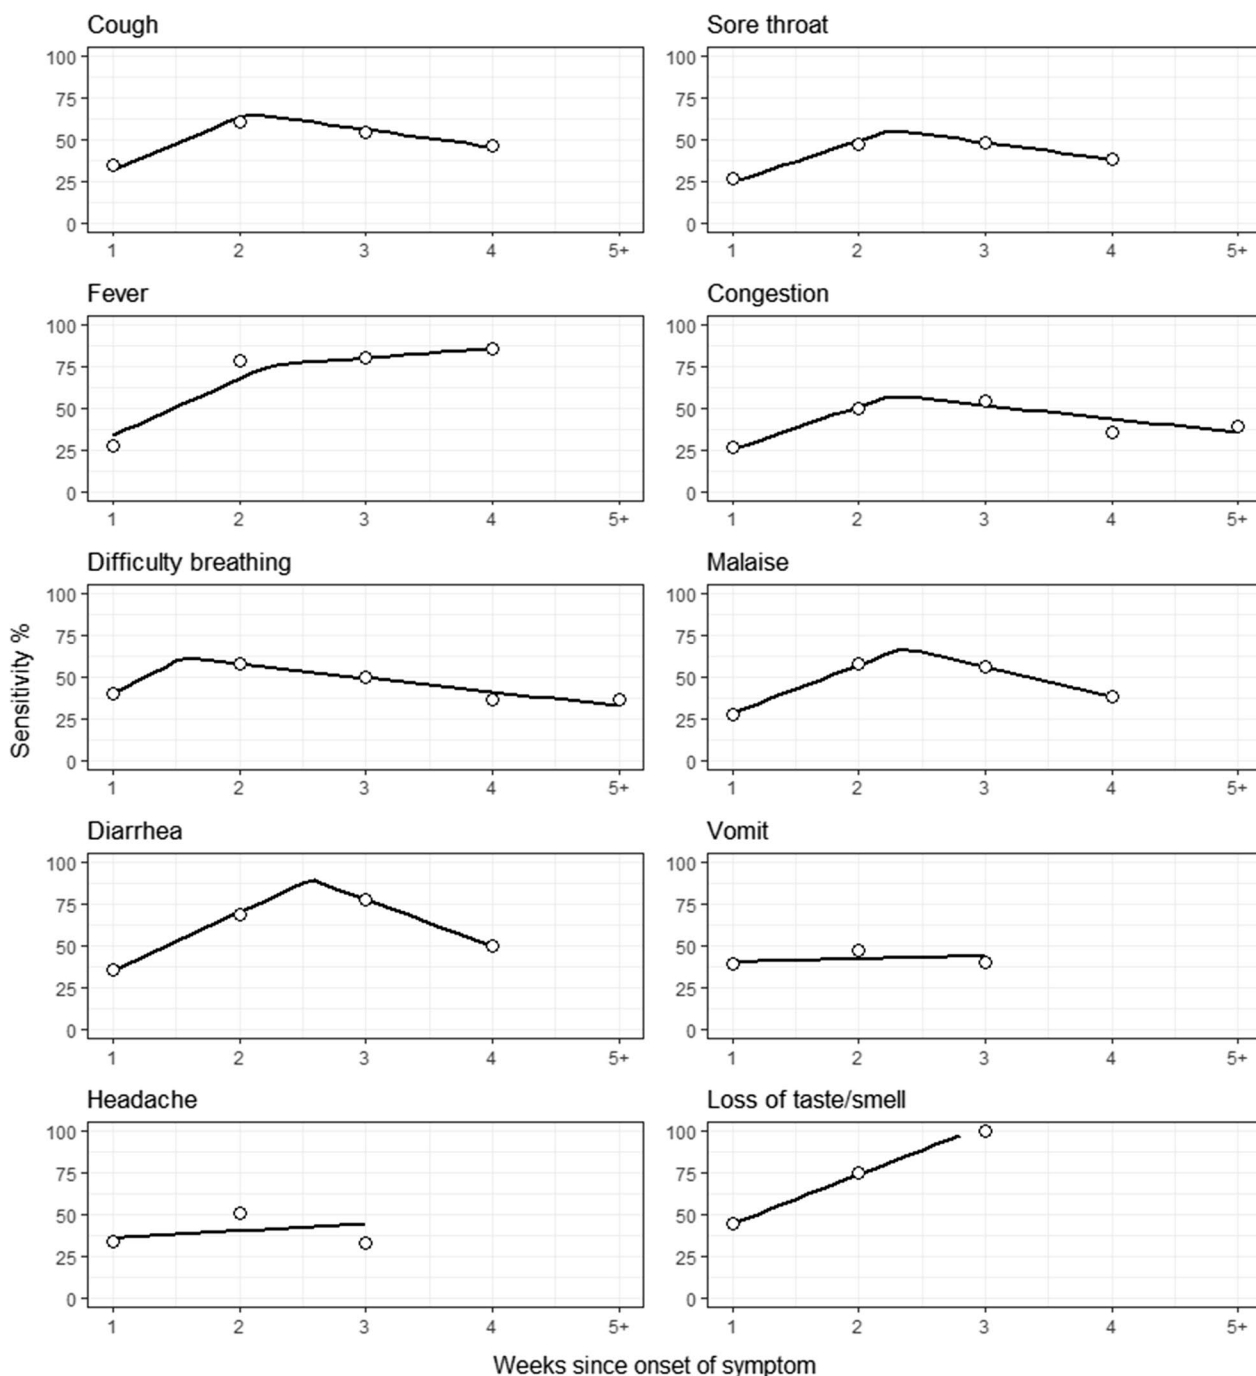 Cough
100
75
50
25
0
1 2 3 4 5+
Sore throat
100
75
50
25
0
1 2 3 4 5+
Fever
100
75
50
25
0
1 2 3 4 5+
Congestion
100
75
50
25
0
1 2 3 4 5+
Difficulty breathing
100
75
50
25
0
1 2 3 4 5+
Malaise
100
75
50
25
0
1 2 3 4 5+
Diarrhea
100
75
50
25
0
1 2 3 4 5+
Vomit
100
75
50
25
0
1 2 3 4 5+
Headache
100
75
50
25
0
1 2 3 4 5+
Loss of taste/smell
100
75
50
25
0
1 2 3 4 5+
Sensitivity %
Weeks since onset of symptom